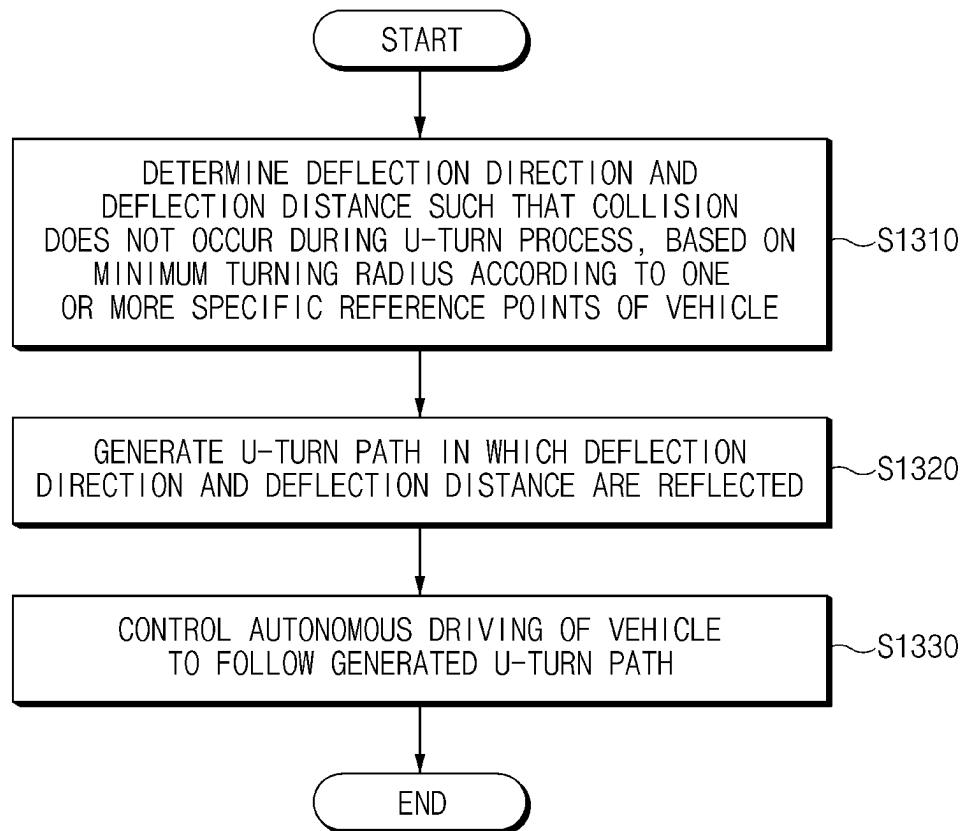 START
DETERMINE DEFLECTION DIRECTION AND
DEFLECTION DISTANCE SUCH THAT COLLISION
DOES NOT OCCUR DURING U-TURN PROCESS, BASED ON
MINIMUM TURNING RADIUS ACCORDING TO ONE
OR MORE SPECIFIC REFERENCE POINTS OF VEHICLE
S1310
GENERATE U-TURN PATH IN WHICH DEFLECTION
DIRECTION AND DEFLECTION DISTANCE ARE REFLECTED
S1320
CONTROL AUTONOMOUS DRIVING OF VEHICLE
TO FOLLOW GENERATED U-TURN PATH
S1330
END